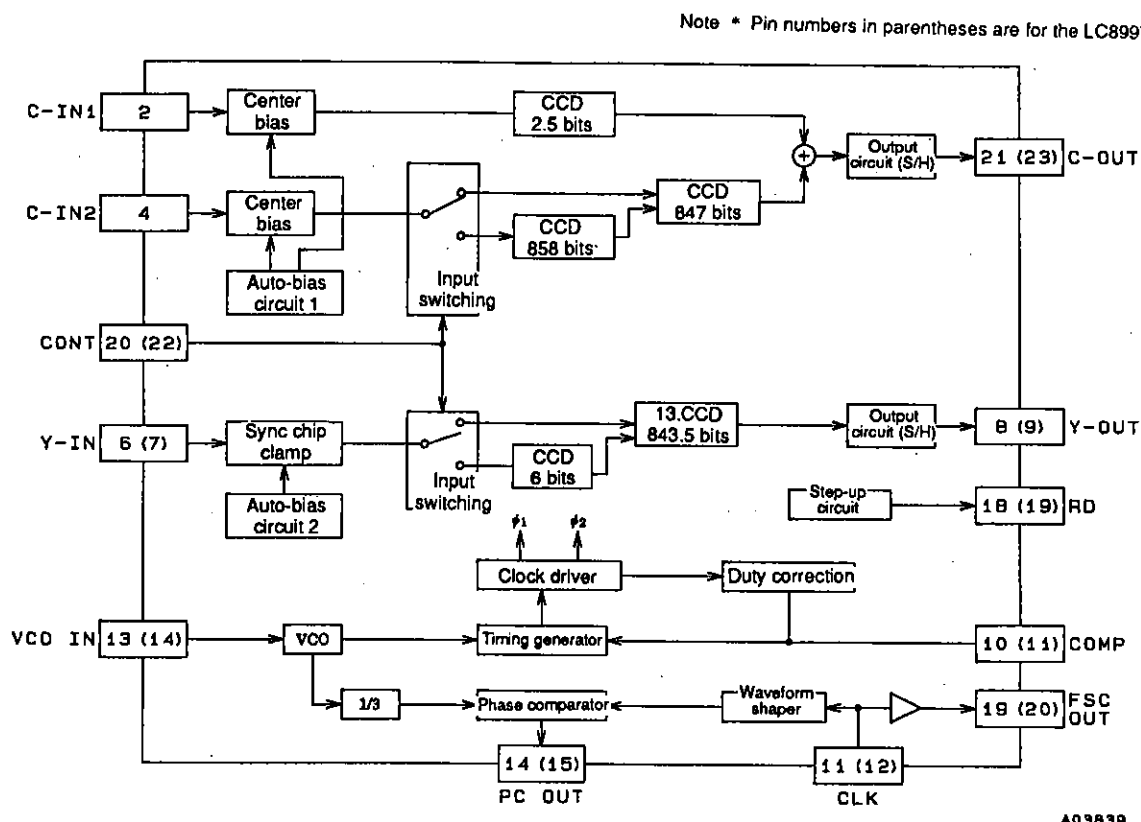 Note * Pin numbers in parentheses are for the LC899
C-IN1
2
Center
bias
CCD
2.5 bits
+
Output
circuit (S/H)
21 (23)
C-OUT
C-IN2
4
Center
bias
CCD
847 bits
CCD
858 bits
Auto-bias
circuit 1
Input
switching
CONT
20 (22)
Y-IN
6 (7)
Sync chip
clamp
13.CCD
843.5 bits
Output
circuit (S/H)
8 (9)
Y-OUT
CCD
6 bits
Input
switching
Auto-bias
circuit 2
Step-up
circuit
18 (19)
RD
ϕ1
ϕ2
Clock driver
Duty correction
VCO IN
13 (14)
VCO
Timing generator
10 (11)
COMP
1/3
Phase comparator
Waveform
shaper
19 (20)
FSC
OUT
14 (15)
PC OUT
11 (12)
CLK
A03839